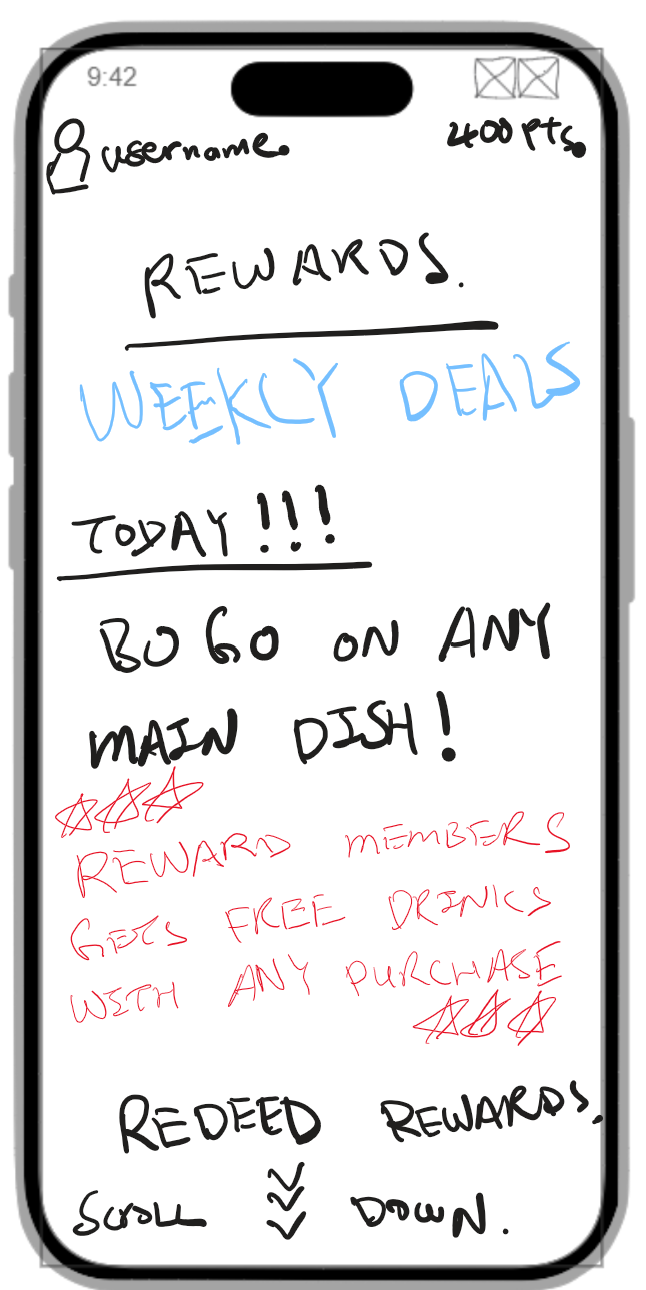 9:42
username. 400 pts.
REWARDS.
WEEKLY DEALS
TODAY!!!
BOGO ON ANY
MAIN DISH!
REWARD MEMBERS
GETS FREE DRINKS
WITH ANY PURCHASE
REDEED REWARDS.
SCROLL DOWN.